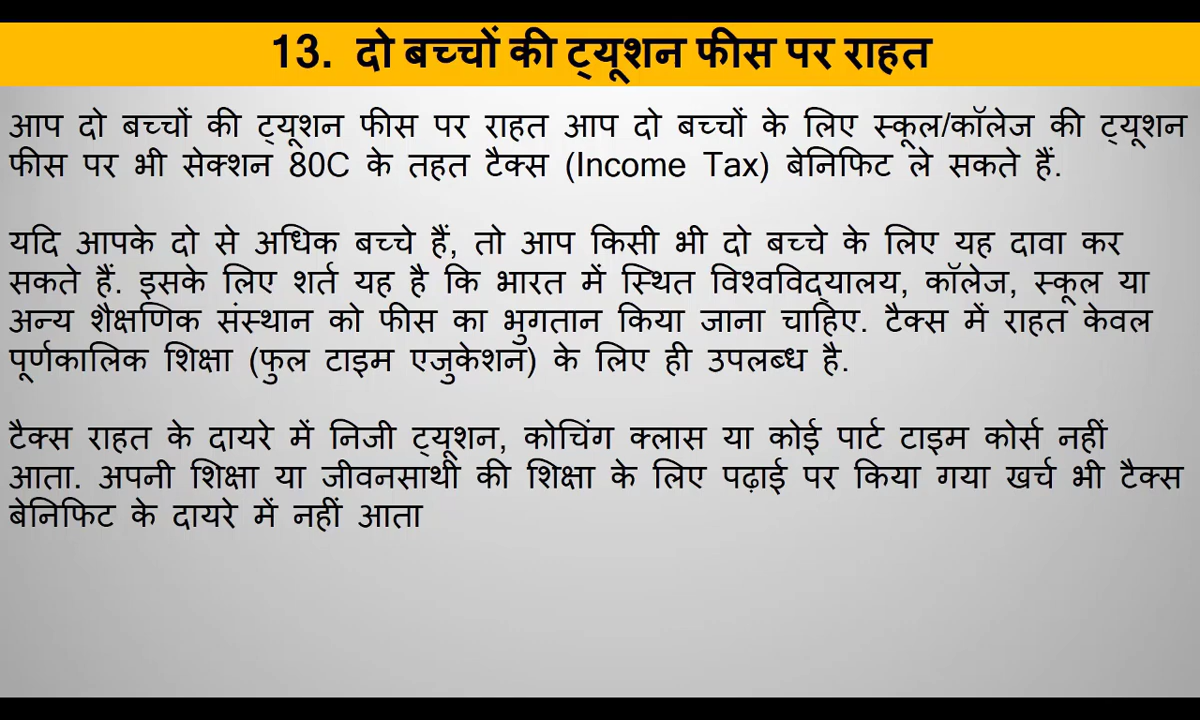 13. दो बच्चों की ट्यूशन फीस पर राहत
आप दो बच्चों की ट्यूशन फीस पर राहत आप दो बच्चों के लिए स्कूल/कॉलेज की ट्यूशन
फीस पर भी सेक्शन 80C के तहत टैक्स (Income Tax) बेनिफिट ले सकते हैं.
यदि आपके दो से अधिक बच्चे हैं, तो आप किसी भी दो बच्चे के लिए यह दावा कर
सकते हैं. इसके लिए शर्त यह है कि भारत में स्थित विश्वविद्यालय, कॉलेज, स्कूल या
अन्य शैक्षणिक संस्थान को फीस का भुगतान किया जाना चाहिए. टैक्स में राहत केवल
पूर्णकालिक शिक्षा (फुल टाइम एजुकेशन) के लिए ही उपलब्ध है.
टैक्स राहत के दायरे में निजी ट्यूशन, कोचिंग क्लास या कोई पार्ट टाइम कोर्स नहीं
आता. अपनी शिक्षा या जीवनसाथी की शिक्षा के लिए पढ़ाई पर किया गया खर्च भी टैक्स
बेनिफिट के दायरे में नहीं आता